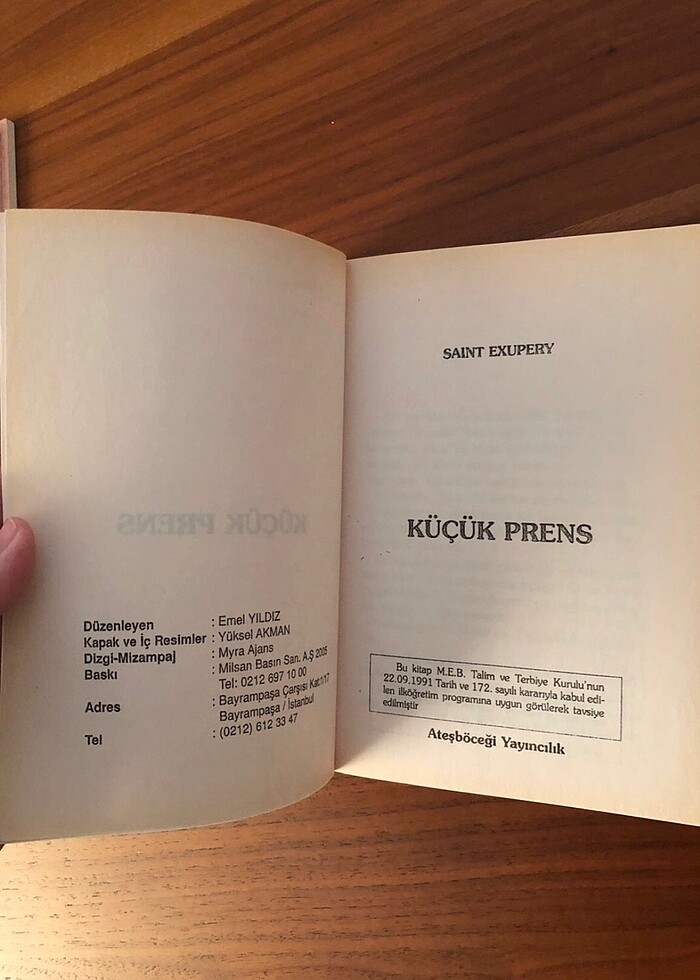 KÜÇÜK PRENS
Düzenleyen : Emel YILDIZ
Kapak ve İç Resimler : Yüksel AKMAN
Dizgi-Mizampaj : Myra Ajans
Baskı : Milsan Basın San. A.Ş 2005
Tel: 0212 697 10 00
Adres : Bayrampaşa Çarşısı Kat:1/17
Bayrampaşa / İstanbul
Tel : (0212) 612 33 47
SAINT EXUPERY
KÜÇÜK PRENS
Bu kitap M.E.B. Talim ve Terbiye Kurulu'nun
22.09.1991 Tarih ve 172. sayılı kararıyla kabul edi-
len ilköğretim programına uygun görülerek tavsiye
edilmiştir
Ateşböceği Yayıncılık